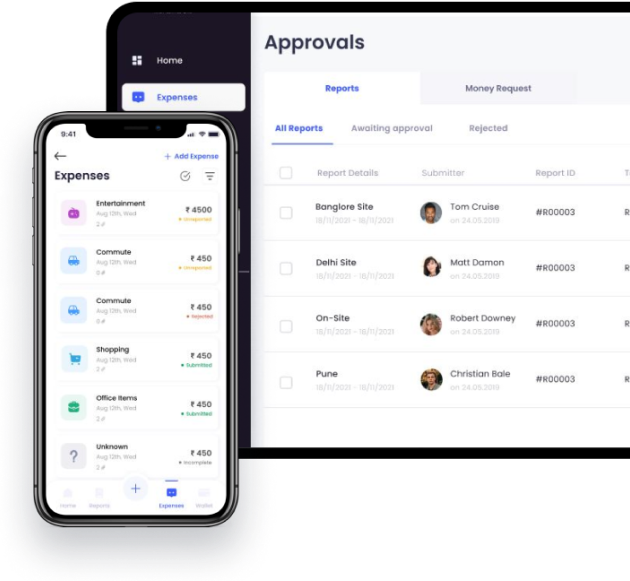 Home
Expenses
Approvals
Reports
Money Request
All Reports
Awaiting approval
Rejected
Report Details
Submitter
Report ID
Banglore Site
18/11/2021 - 18/11/2021
Tom Cruise
on 24.05.2019
#R00003
Delhi Site
18/11/2021 - 18/11/2021
Matt Damon
on 24.05.2019
#R00003
On-Site
18/11/2021 - 18/11/2021
Robert Downey
on 24.05.2019
#R00003
Pune
18/11/2021 - 18/11/2021
Christian Bale
on 24.05.2019
#R00003
9:41
+ Add Expense
Expenses
Entertainment
Aug 12th, Wed
₹ 4500
Unreported
Commute
Aug 12th, Wed
₹ 450
Unreported
Commute
Aug 12th, Wed
₹ 450
Rejected
Shopping
Aug 12th, Wed
₹ 450
Submitted
Office Items
Aug 12th, Wed
₹ 450
Submitted
Unknown
Aug 12th, Wed
₹ 450
Incomplete
Home
Reports
Expenses
Wallet